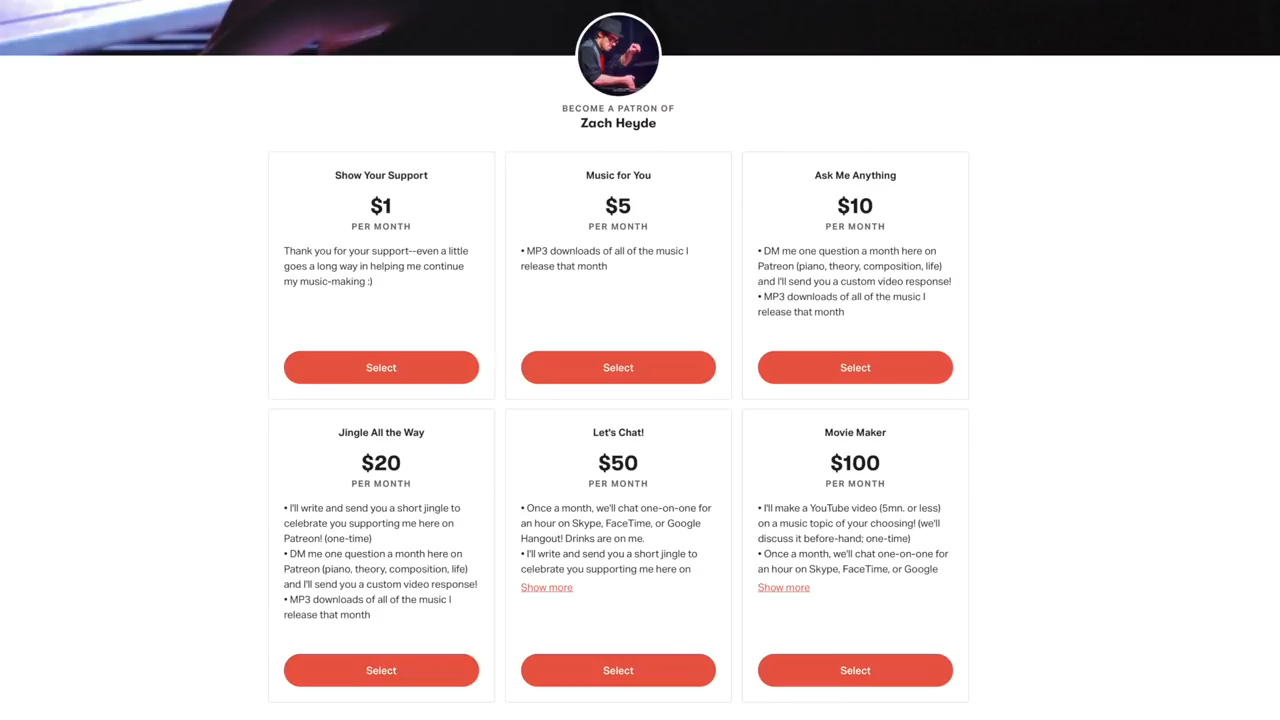 BECOME A PATRON OF
Zach Heyde
Show Your Support
$1
PER MONTH
Thank you for your support--even a little
goes a long way in helping me continue
my music-making :)
Select
Music for You
$5
PER MONTH
• MP3 downloads of all of the music I
release that month
Select
Ask Me Anything
$10
PER MONTH
• DM me one question a month here on
Patreon (piano, theory, composition, life)
and I'll send you a custom video response!
• MP3 downloads of all of the music I
release that month
Select
Jingle All the Way
$20
PER MONTH
• I'll write and send you a short jingle to
celebrate you supporting me here on
Patreon! (one-time)
• DM me one question a month here on
Patreon (piano, theory, composition, life)
and I'll send you a custom video response!
• MP3 downloads of all of the music I
release that month
Select
Let's Chat!
$50
PER MONTH
• Once a month, we'll chat one-on-one for
an hour on Skype, FaceTime, or Google
Hangout! Drinks are on me.
• I'll write and send you a short jingle to
celebrate you supporting me here on
Show more
Select
Movie Maker
$100
PER MONTH
• I'll make a YouTube video (5mn. or less)
on a music topic of your choosing! (we'll
discuss it before-hand; one-time)
• Once a month, we'll chat one-on-one for
an hour on Skype, FaceTime, or Google
Show more
Select